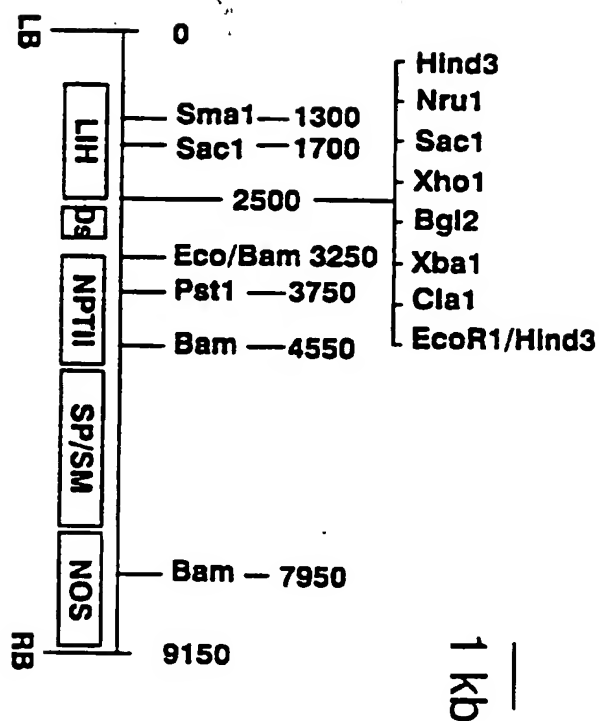 LB
0
Hind3
Nru1
Sma1 1300
Sac1
Sac1 1700
LIH
Xho1
2500
Bgl2
Ds
Eco/Bam 3250
Xba1
Pst1 3750
NPTII
Cla1
Bam 4550
EcoR1/Hind3
SP/SM
Bam 7950
NOS
RB
9150
1 kb